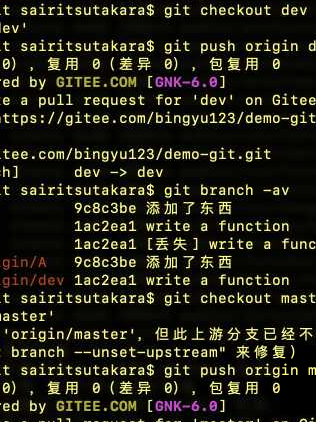 t sairitsutakara$ git checkout dev
dev'
t sairitsutakara$ git push origin d
0) , 复用 0 (差异 0) , 包复用 0
red by GITEE.COM [GNK-6.0]
te a pull request for 'dev' on Gitee
https://gitee.com/bingyu123/demo-git
itee.com/bingyu123/demo-git.git
ch] dev -> dev
t sairitsutakara$ git branch -av
9c8c3be 添加了东西
1ac2ea1 write a function
1ac2ea1 [丢失] write a func
gin/A 9c8c3be 添加了东西
gin/dev 1ac2ea1 write a function
t sairitsutakara$ git checkout mast
master'
'origin/master', 但此上游分支已经不
t branch --unset-upstream" 来修复)
t sairitsutakara$ git push origin m
0) , 复用 0 (差异 0) , 包复用 0
red by GITEE.COM [GNK-6.0]